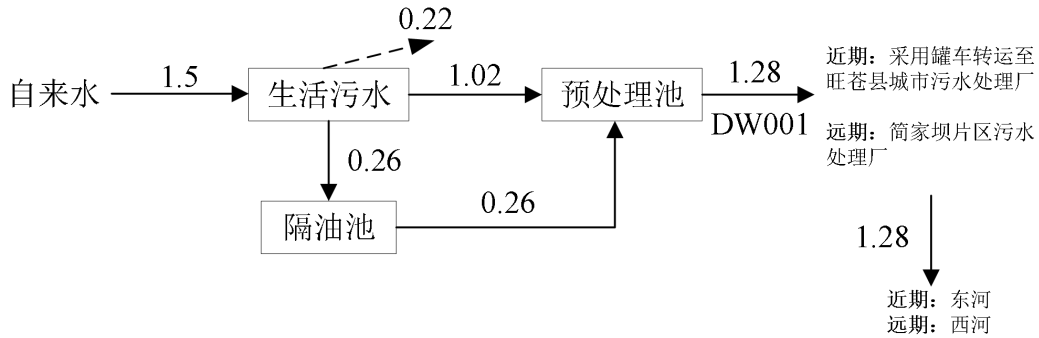 0.22
近期：采用罐车转运至
旺苍县城市污水处理厂
自来水
1.5
生活污水
1.02
预处理池
1.28
DW001
远期：简家坝片区污水
处理厂
0.26
隔油池
0.26
1.28
近期：东河
远期：西河